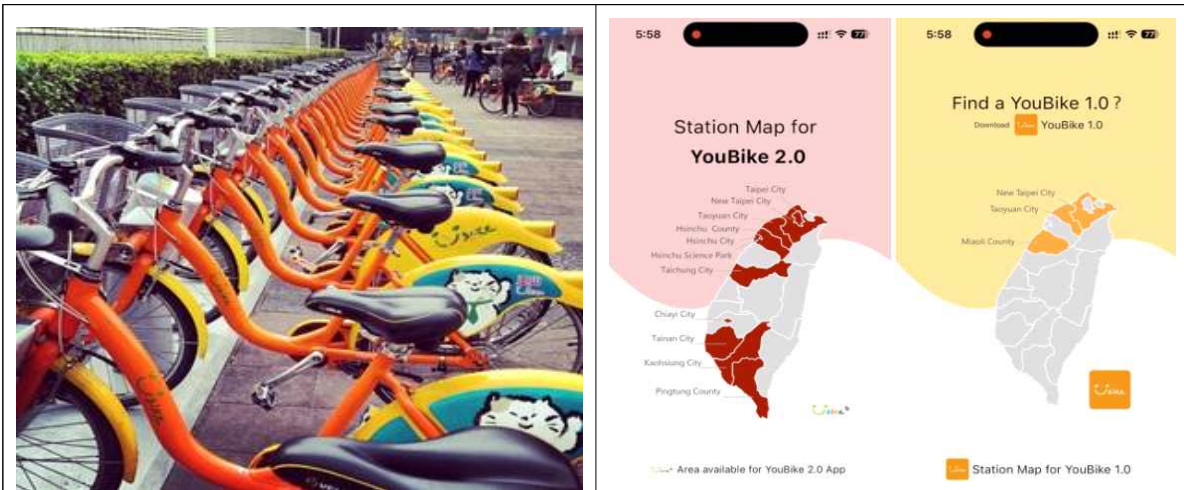 5:58
77
Station Map for
YouBike 2.0
Taipei City
New Taipei City
Taoyuan City
Hsinchu County
Hsinchu City
Hsinchu Science Park
Taichung City
Chiayi City
Tainan City
Kaohsiung City
Pingtung County
Area available for YouBike 2.0 App
5:58
77
Find a YouBike 1.0 ?
Download
YouBike 1.0
New Taipei City
Taoyuan City
Miaoli County
Station Map for YouBike 1.0